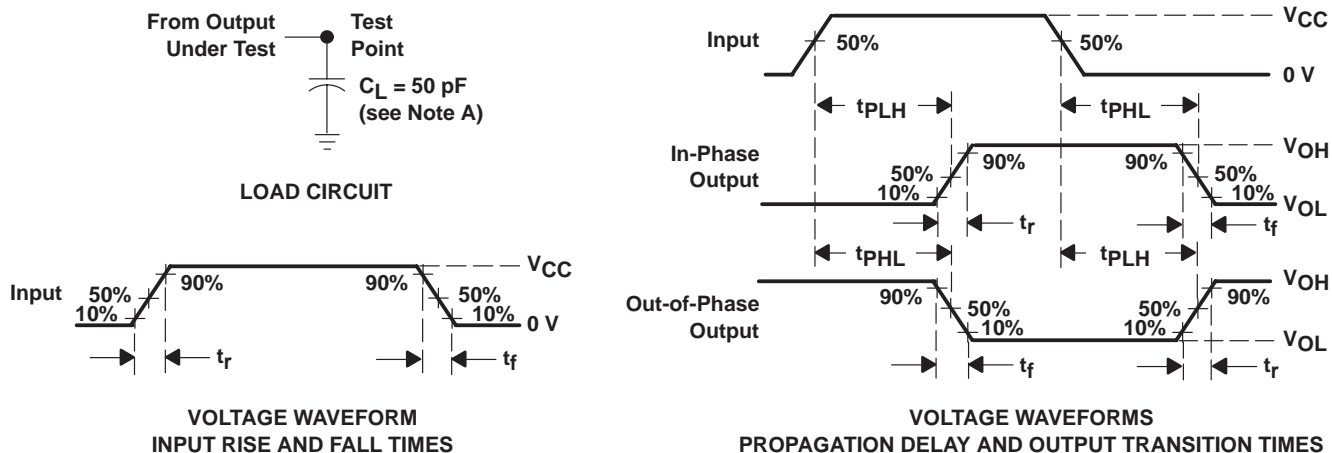 From Output
Under Test
Test
Point
CL = 50 pF
(see Note A)
LOAD CIRCUIT
Input
50%
10%
90%
90%
50%
10%
VCC
0 V
tr
tf
VOLTAGE WAVEFORM
INPUT RISE AND FALL TIMES
Input
50%
50%
VCC
0 V
tPLH
tPHL
In-Phase
Output
50%
10%
90%
90%
50%
10%
VOH
VOL
tr
tf
tPHL
tPLH
Out-of-Phase
Output
90%
50%
10%
50%
10%
90%
VOH
VOL
tf
tr
VOLTAGE WAVEFORMS
PROPAGATION DELAY AND OUTPUT TRANSITION TIMES